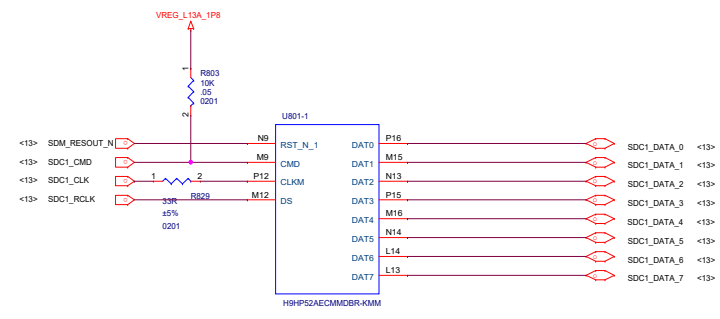 VREG_L13A_1P8
1
R803
10K
.05
0201
2
U801-1
<13> SDM_RESOUT_N N9 RST_N_1 DAT0 P16 SDC1_DATA_0 <13>
<13> SDC1_CMD M9 CMD DAT1 M15 SDC1_DATA_1 <13>
<13> SDC1_CLK 1 2 P12 CLKM DAT2 N13 SDC1_DATA_2 <13>
<13> SDC1_RCLK M12 DS DAT3 P15 SDC1_DATA_3 <13>
33R R829
±5%
0201
DAT4 M16 SDC1_DATA_4 <13>
DAT5 N14 SDC1_DATA_5 <13>
DAT6 L14 SDC1_DATA_6 <13>
DAT7 L13 SDC1_DATA_7 <13>
H9HP52AECMMDBR-KMM